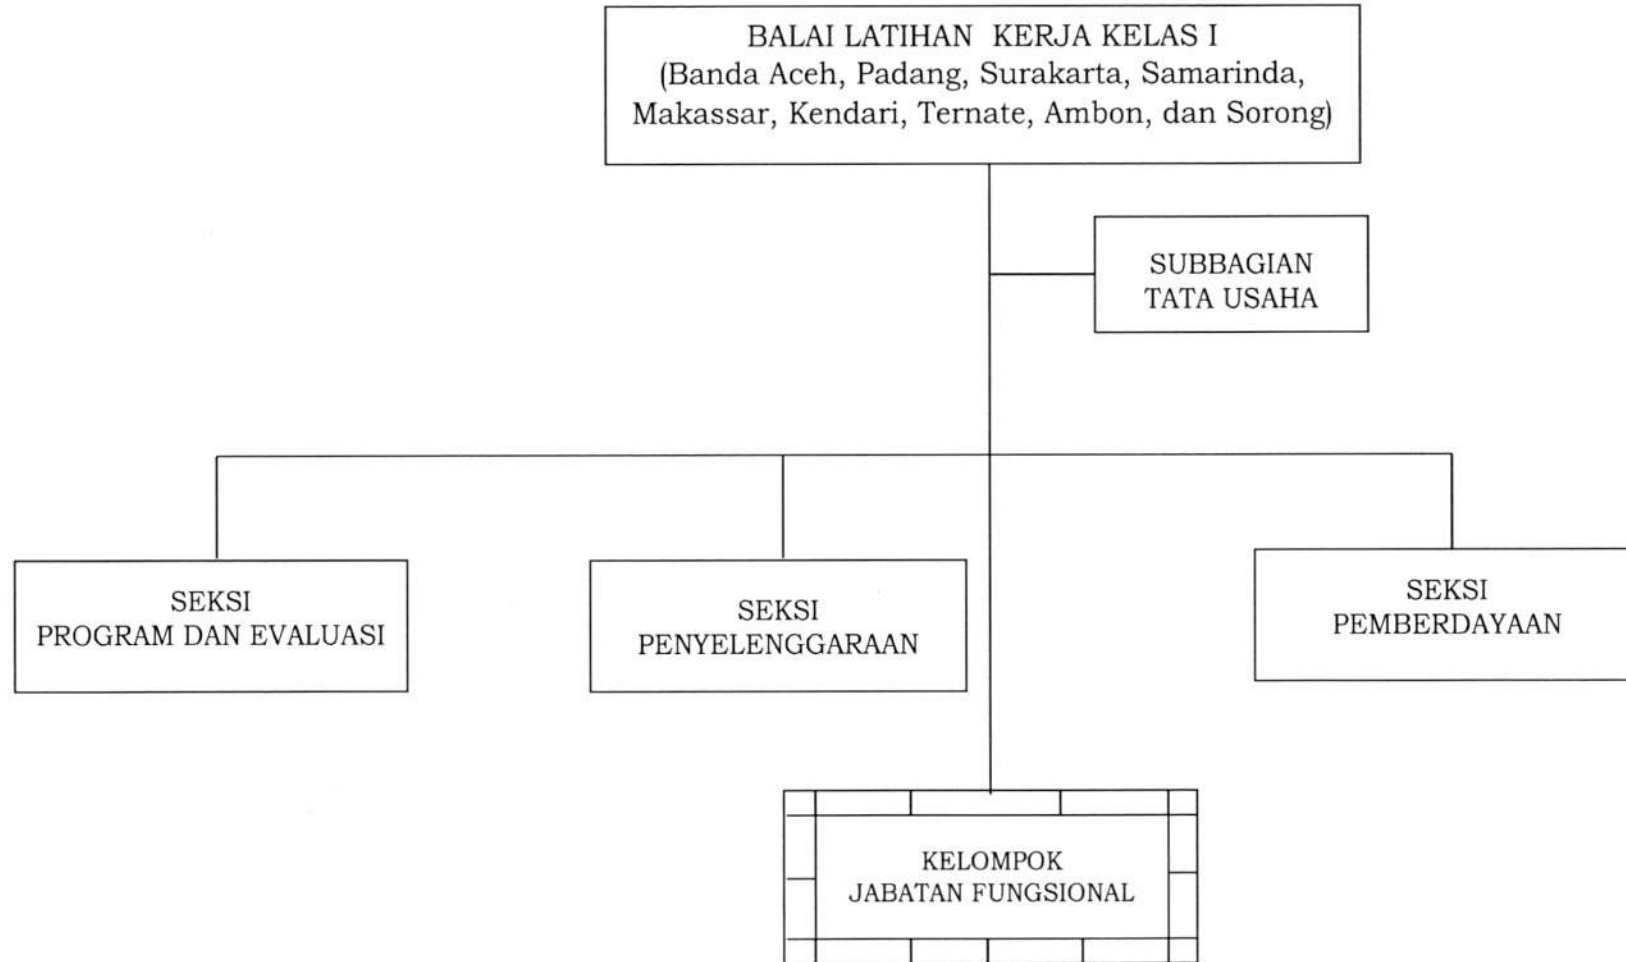 BALAI LATIHAN KERJA KELAS I
(Banda Aceh, Padang, Surakarta, Samarinda,
Makassar, Kendari, Ternate, Ambon, dan Sorong)
SUBBAGIAN
TATA USAHA
SEKSI
PROGRAM DAN EVALUASI
SEKSI
PENYELENGGARAAN
SEKSI
PEMBERDAYAAN
KELOMPOK
JABATAN FUNGSIONAL